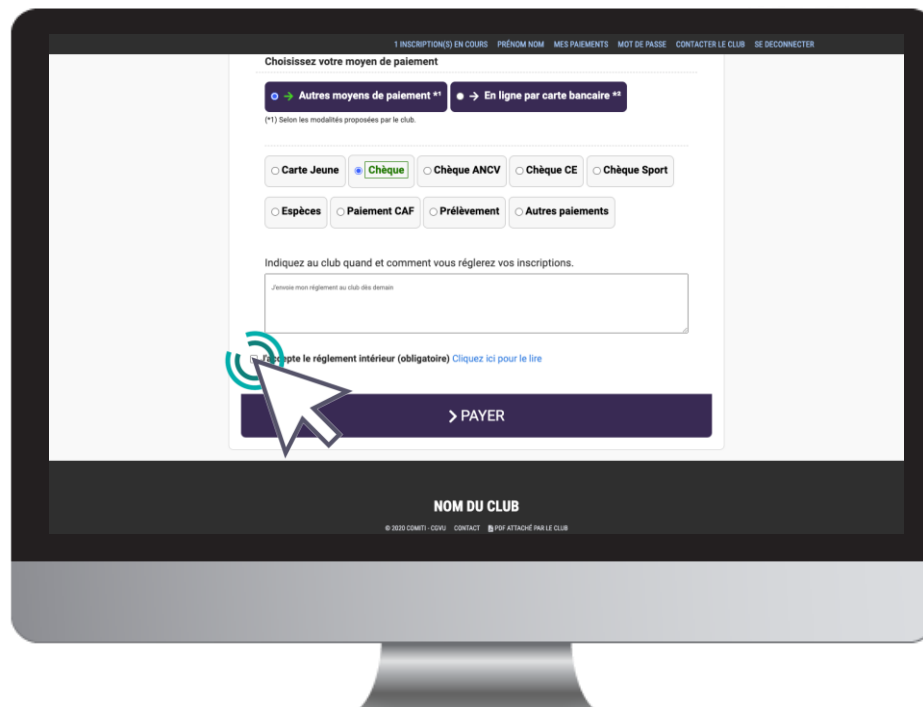 1 INSCRIPTION(S) EN COURS PRÉNOM NOM MES PAIEMENTS MOT DE PASSE CONTACTER LE CLUB SE DECONNECTER
Choisissez votre moyen de paiement
→ Autres moyens de paiement *¹ → En ligne par carte bancaire *²
(*1) Selon les modalités proposées par le club.
Carte Jeune Chèque Chèque ANCV Chèque CE Chèque Sport
Espèces Paiement CAF Prélèvement Autres paiements
Indiquez au club quand et comment vous réglerez vos inscriptions.
J'envoie mon réglement au club dès demain
J'accepte le réglement intérieur (obligatoire) Cliquez ici pour le lire
> PAYER
NOM DU CLUB
© 2020 COMITI - CGVU CONTACT PDF ATTACHÉ PAR LE CLUB